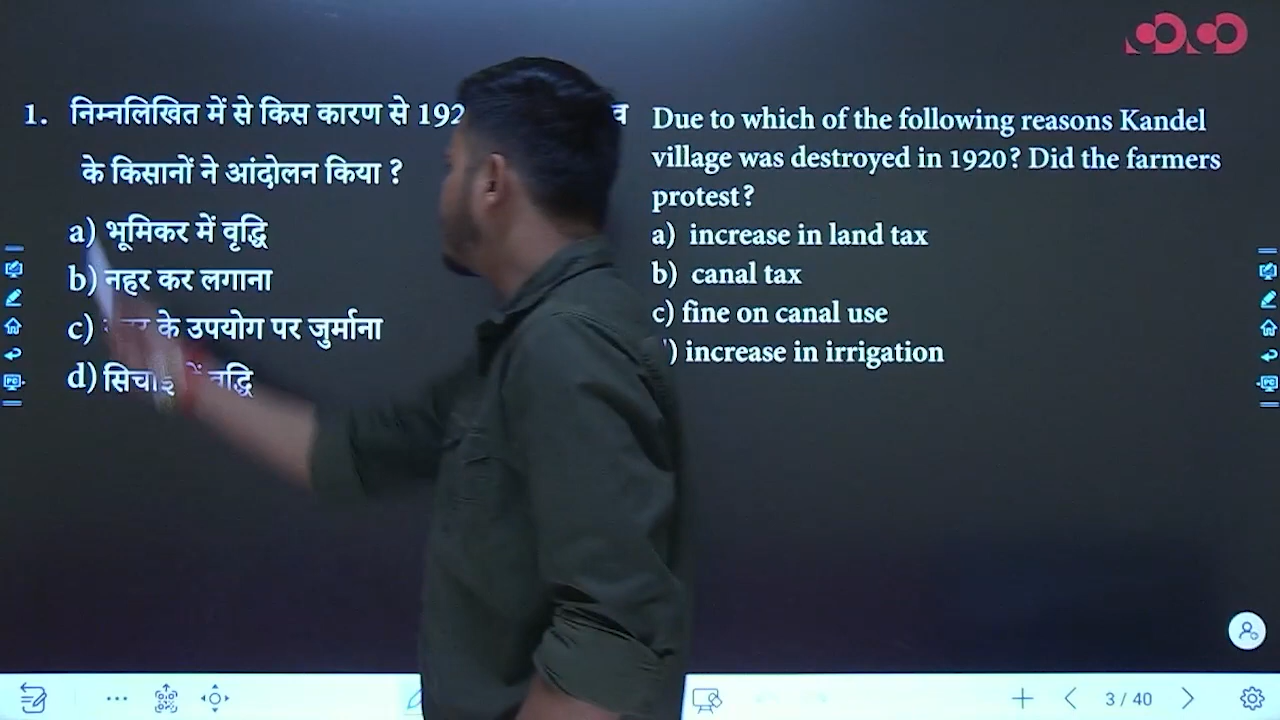 1. निम्नलिखित में से किस कारण से 192
के किसानों ने आंदोलन किया ?
a) भूमिकर में वृद्धि
b) नहर कर लगाना
c) के उपयोग पर जुर्माना
d) वृद्धि
Due to which of the following reasons Kandel
village was destroyed in 1920? Did the farmers
protest?
a) increase in land tax
b) canal tax
c) fine on canal use
) increase in irrigation
3 / 40